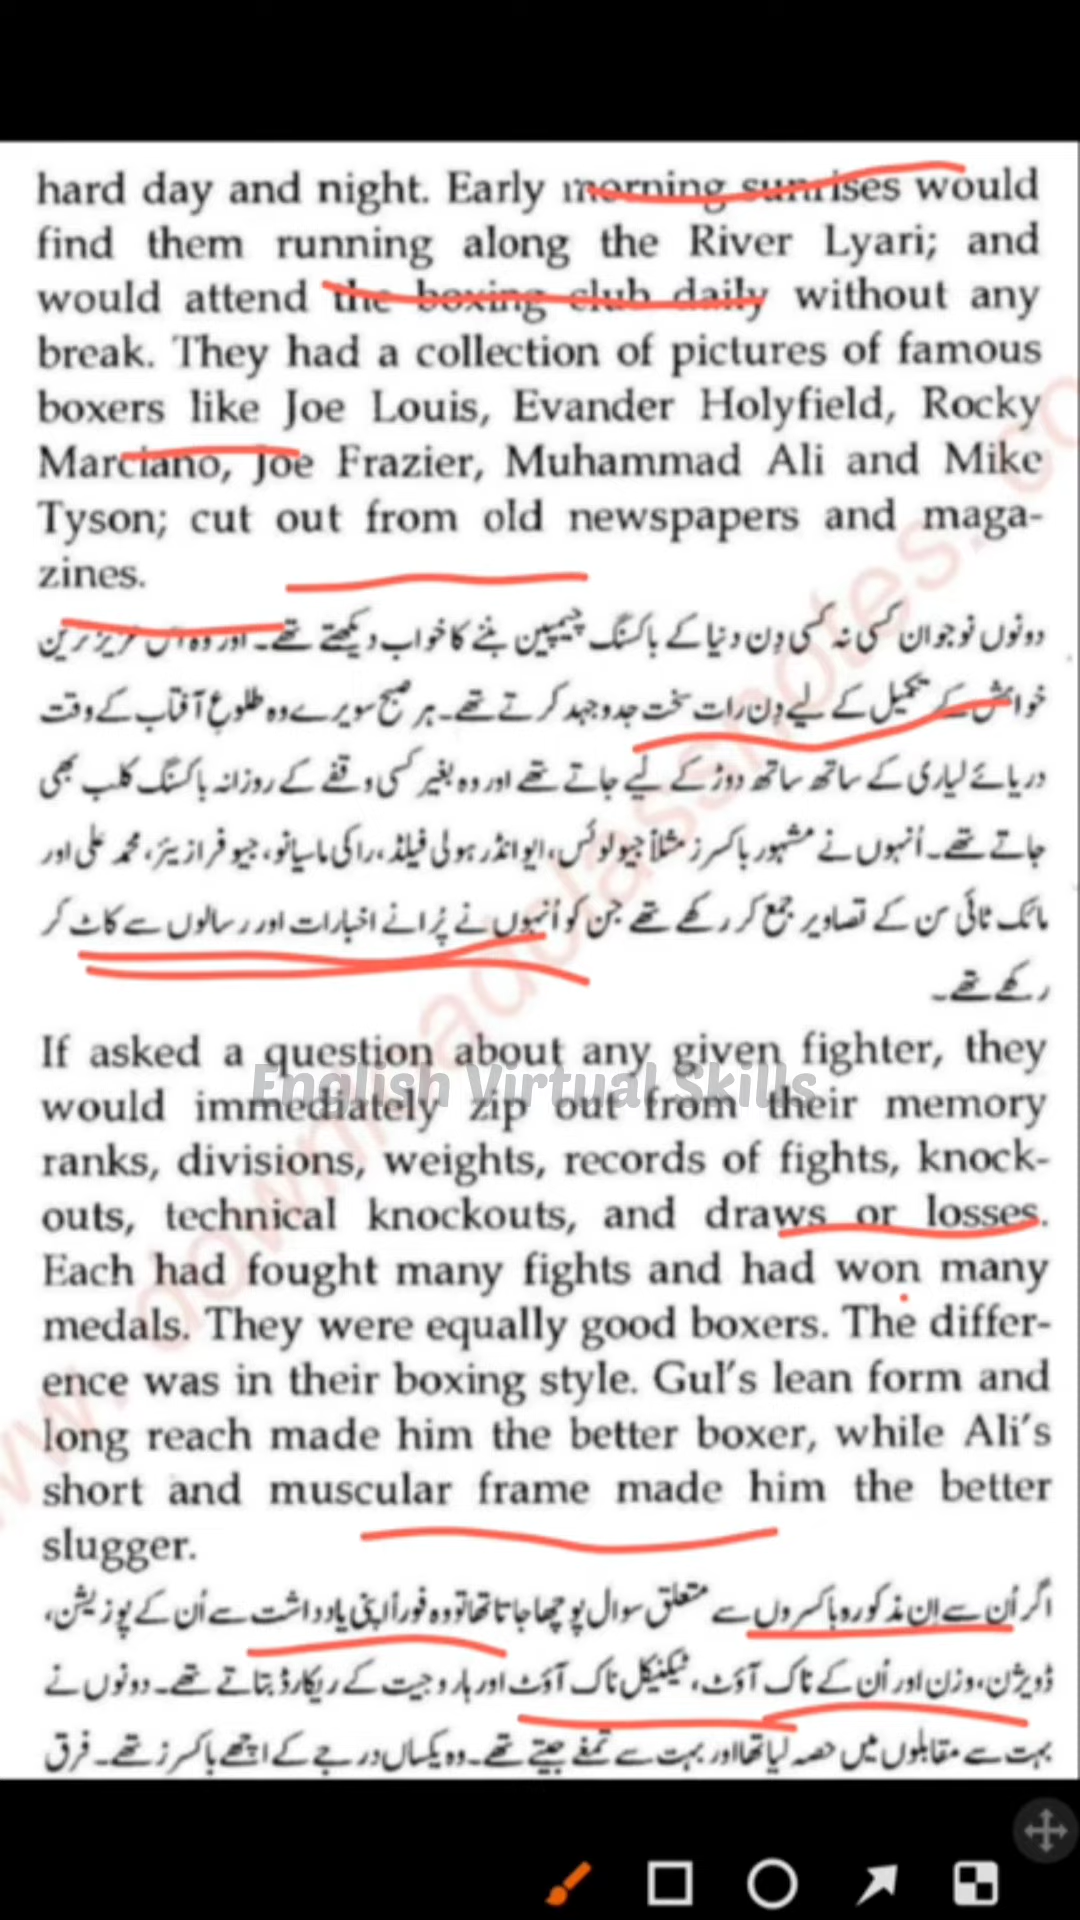 hard day and night. Early morning sunrises would
find them running along the River Lyari; and
would attend the boxing club daily without any
break. They had a collection of pictures of famous
boxers like Joe Louis, Evander Holyfield, Rocky
Marciano, Joe Frazier, Muhammad Ali and Mike
Tyson; cut out from old newspapers and maga-
zines.
دونوں نوجوان کسی نہ کسی دن دنیا کے باکسنگ چیمپین بننے کا خواب دیکھتے تھے۔ اور وہ اس عزیز ترین
خواہش کے تکمیل کے لیے دن رات سخت جدوجہد کرتے تھے۔ ہر صبح سویرے وہ طلوع آفتاب کے وقت
دریائے لیاری کے ساتھ ساتھ دوڑ کے لیے جاتے تھے اور وہ بغیر کسی وقفے کے روزانہ باکسنگ کلب بھی
جاتے تھے۔ اُنہوں نے مشہور باکسرز مثلاً جیو لوئس، ایوانڈر ہولی فیلڈ، راکی ماسیانو، جیو فرازیئر، محمد علی اور
مائک ٹائی سن کے تصاویر جمع کر رکھے تھے جن کو اُنہوں نے پُرانے اخبارات اور رسالوں سے کاٹ کر
رکھے تھے۔
If asked a question about any given fighter, they
would immediately zip out from their memory
ranks, divisions, weights, records of fights, knock-
outs, technical knockouts, and draws or losses.
Each had fought many fights and had won many
medals. They were equally good boxers. The differ-
ence was in their boxing style. Gul's lean form and
long reach made him the better boxer, while Ali's
short and muscular frame made him the better
slugger.
اگر اُن سے اِن مذکورہ باکسروں سے متعلق سوال پوچھا جاتا تھا تو وہ فوراً اپنی یادداشت سے اُن کے پوزیشن،
ڈویژن، وزن اور اُن کے ناک آؤٹ، ٹیکنیکل ناک آؤٹ اور ہار و جیت کے ریکارڈ بتاتے تھے۔ دونوں نے
بہت سے مقابلوں میں حصہ لیا تھا اور بہت سے تمغے جیتے تھے۔ وہ یکساں درجے کے اچھے باکسرز تھے۔ فرق
English Virtual Skills
www.downloadclassnotes.co